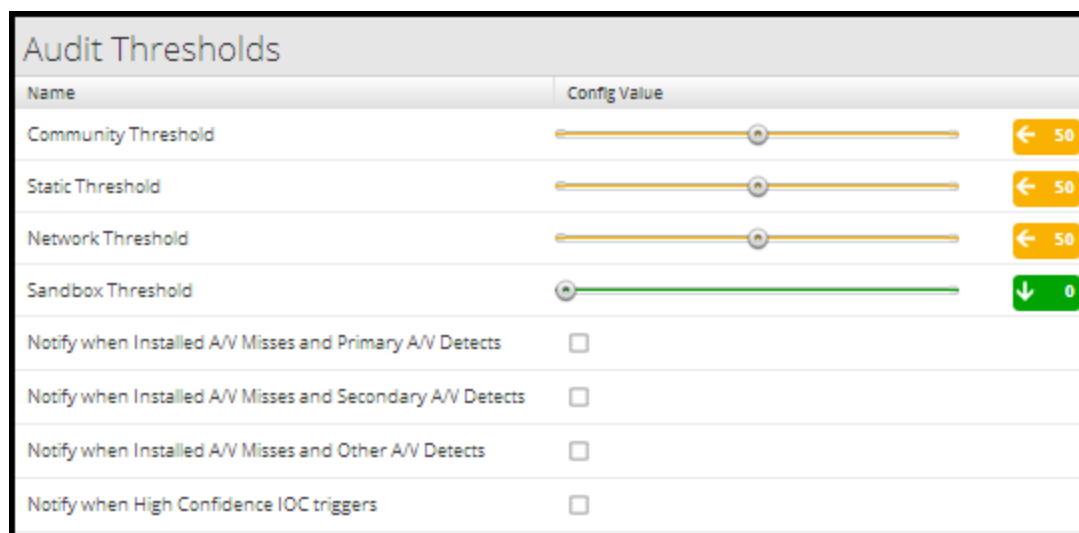 Audit Thresholds
Name Config Value
Community Threshold 50
Static Threshold 50
Network Threshold 50
Sandbox Threshold 0
Notify when Installed A/V Misses and Primary A/V Detects
Notify when Installed A/V Misses and Secondary A/V Detects
Notify when Installed A/V Misses and Other A/V Detects
Notify when High Confidence IOC triggers